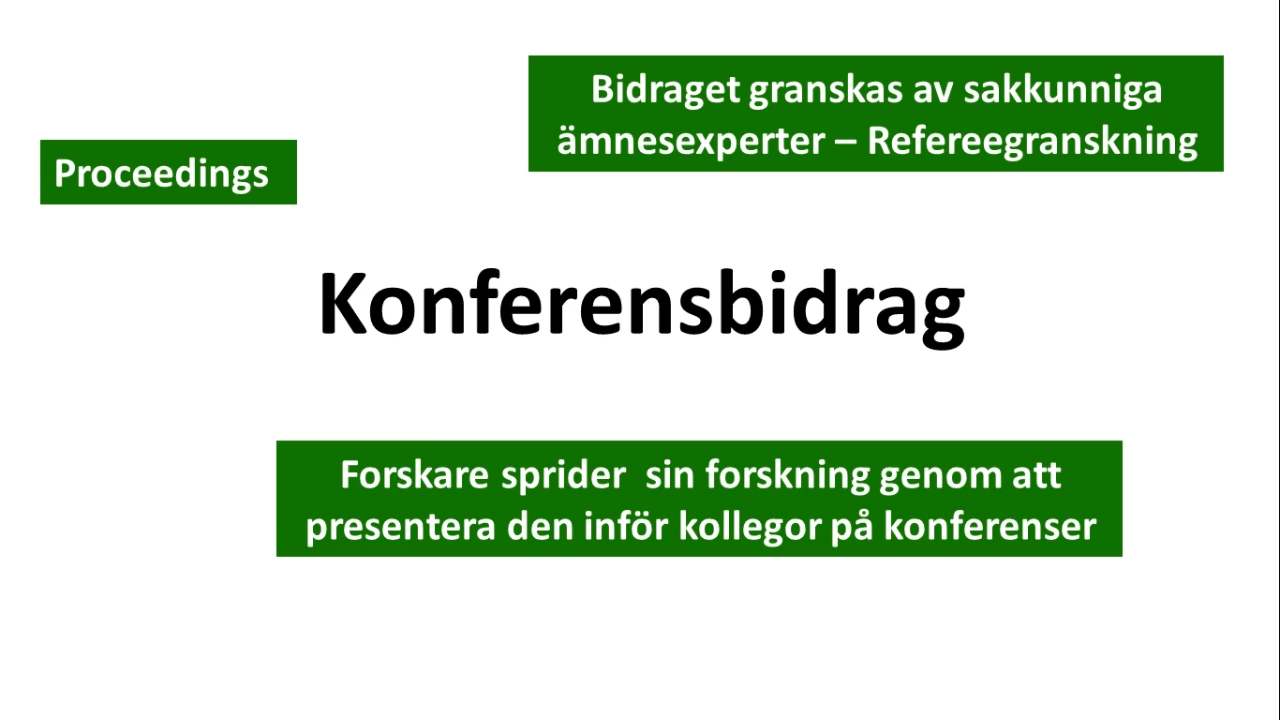 Bidraget granskas av sakkunniga
ämnesexperter – Refereegranskning
Proceedings
Konferensbidrag
Forskare sprider  sin forskning genom att
presentera den inför kollegor på konferenser